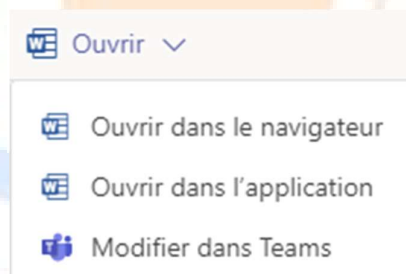 Ouvrir
Ouvrir dans le navigateur
Ouvrir dans l’application
Modifier dans Teams